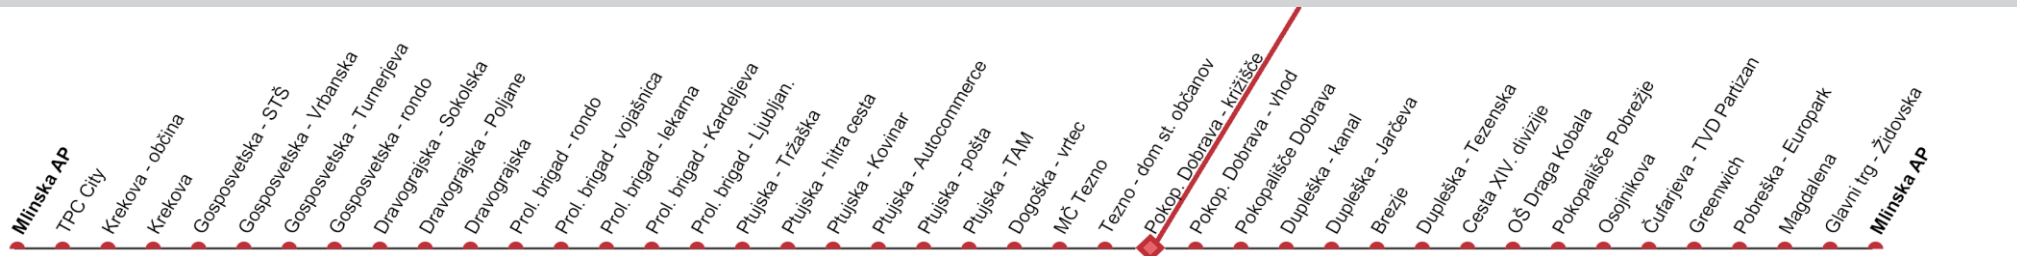 Mlinska AP
TPC City
Krekova - občina
Krekova
Gosposvetska - STŠ
Gosposvetska - Vrbanska
Gosposvetska - Turnerjeva
Gosposvetska - rondo
Dravograjska - Sokolska
Dravograjska - Poljane
Dravograjska
Prol. brigad - rondo
Prol. brigad - vojašnica
Prol. brigad - lekarna
Prol. brigad - Kardeljeva
Prol. brigad - Ljubljan.
Ptujska - Tržaška
Ptujska - hitra cesta
Ptujska - Kovinar
Ptujska - Autocommerce
Ptujska - pošta
Ptujska - TAM
Dogoška - vrtec
MČ Tezno
Tezno - dom st. občanov
Pokop. Dobrava - križišče
Pokop. Dobrava - vhod
Pokopališče Dobrava
Dupleška - kanal
Dupleška - Jarčeva
Brezje
Dupleška - Tezenska
Cesta XIV. divizije
OŠ Draga Kobala
Pokopališče Pobrežje
Osojnikova
Čufarjeva - TVD Partizan
Greenwich
Pobreška - Europark
Magdalena
Glavni trg - Židovska
Mlinska AP